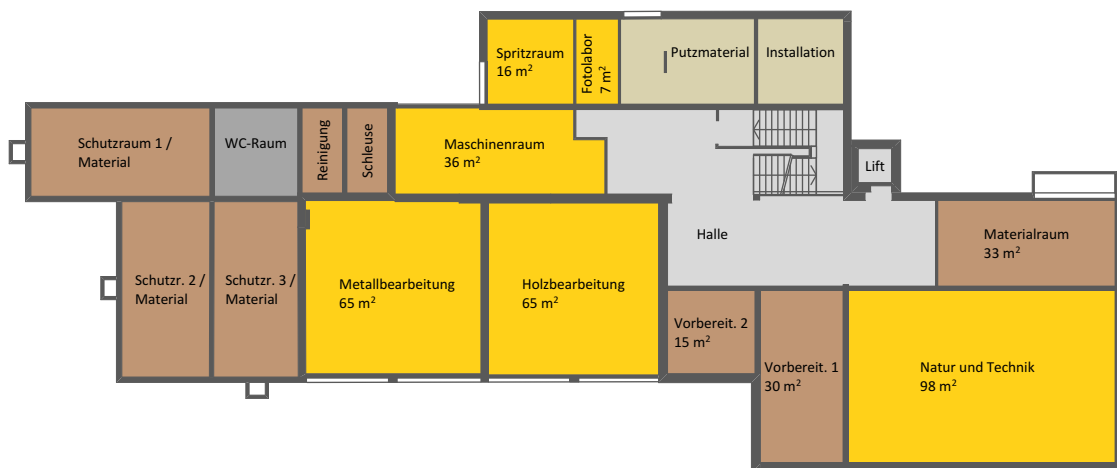 Spritzraum
16 m²
Fotolabor
7 m²
Putzmaterial
Installation
Schutzraum 1 /
Material
WC-Raum
Reinigung
Schleuse
Maschinenraum
36 m²
Lift
Halle
Materialraum
33 m²
Schutzr. 2 /
Material
Schutzr. 3 /
Material
Metallbearbeitung
65 m²
Holzbearbeitung
65 m²
Vorbereit. 2
15 m²
Vorbereit. 1
30 m²
Natur und Technik
98 m²